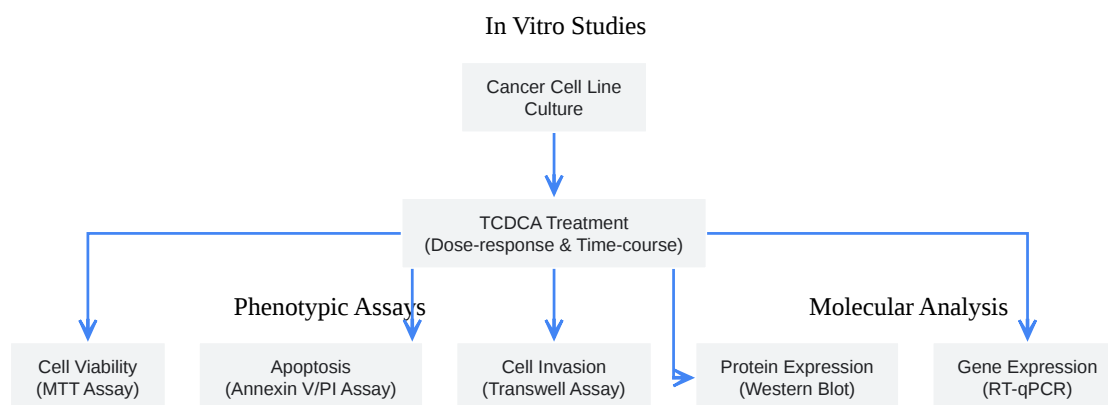 In Vitro Studies
Cancer Cell Line
Culture
TCDCA Treatment
(Dose-response & Time-course)
Phenotypic Assays
Molecular Analysis
Cell Viability
(MTT Assay)
Apoptosis
(Annexin V/PI Assay)
Cell Invasion
(Transwell Assay)
Protein Expression
(Western Blot)
Gene Expression
(RT-qPCR)